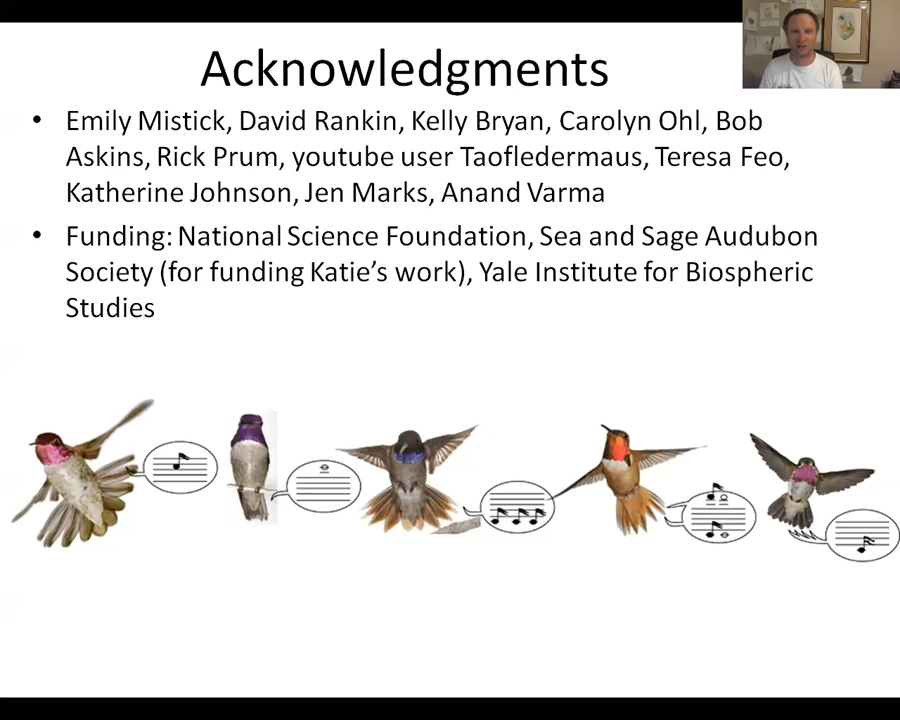 Acknowledgments
• Emily Mistick, David Rankin, Kelly Bryan, Carolyn Ohl, Bob
Askins, Rick Prum, youtube user Taofledermaus, Teresa Feo,
Katherine Johnson, Jen Marks, Anand Varma
• Funding: National Science Foundation, Sea and Sage Audubon
Society (for funding Katie's work), Yale Institute for Biospheric
Studies